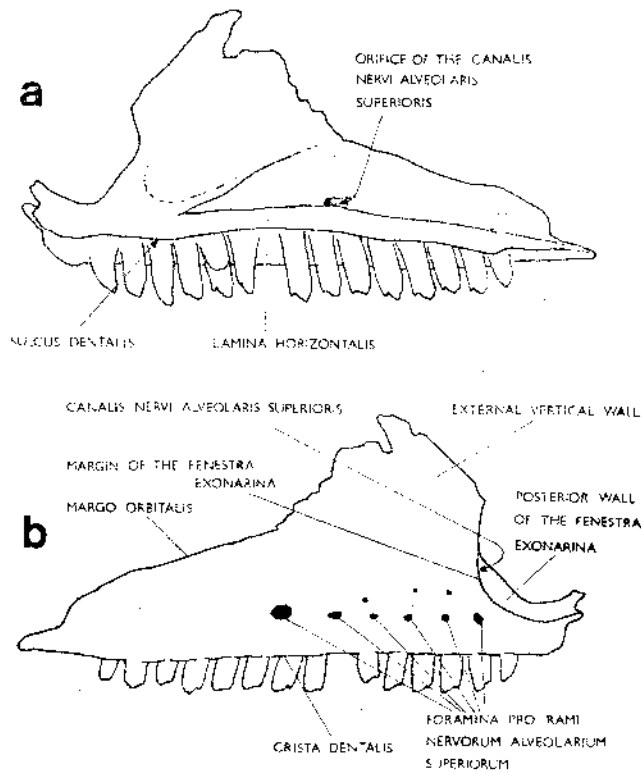 a
ORIFICE OF THE CANALIS
NERVI ALVEOLARIS
SUPERIORIS
SULCUS DENTALIS
LAMINA HORIZONTALIS
b
CANALIS NERVI ALVEOLARIS SUPERIORIS
EXTERNAL VERTICAL WALL
MARGIN OF THE FENESTRA
EXONARINA
MARGO ORBITALIS
POSTERIOR WALL
OF THE FENESTRA
EXONARINA
CRISTA DENTALIS
FORAMINA PRO RAMI
NERVORUM ALVEOLARIUM
SUPERIORUM